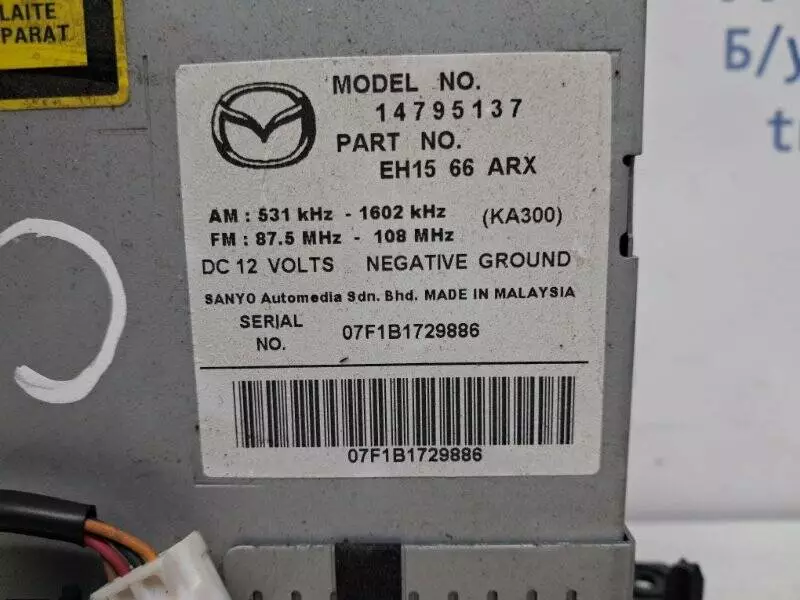 LAITE
PARAT
Б/у
MODEL NO.
14795137
PART NO.
EH15 66 ARX
AM : 531 kHz - 1602 kHz (KA300)
FM : 87.5 MHz - 108 MHz
DC 12 VOLTS NEGATIVE GROUND
SANYO Automedia Sdn. Bhd. MADE IN MALAYSIA
SERIAL NO. 07F1B1729886
07F1B1729886